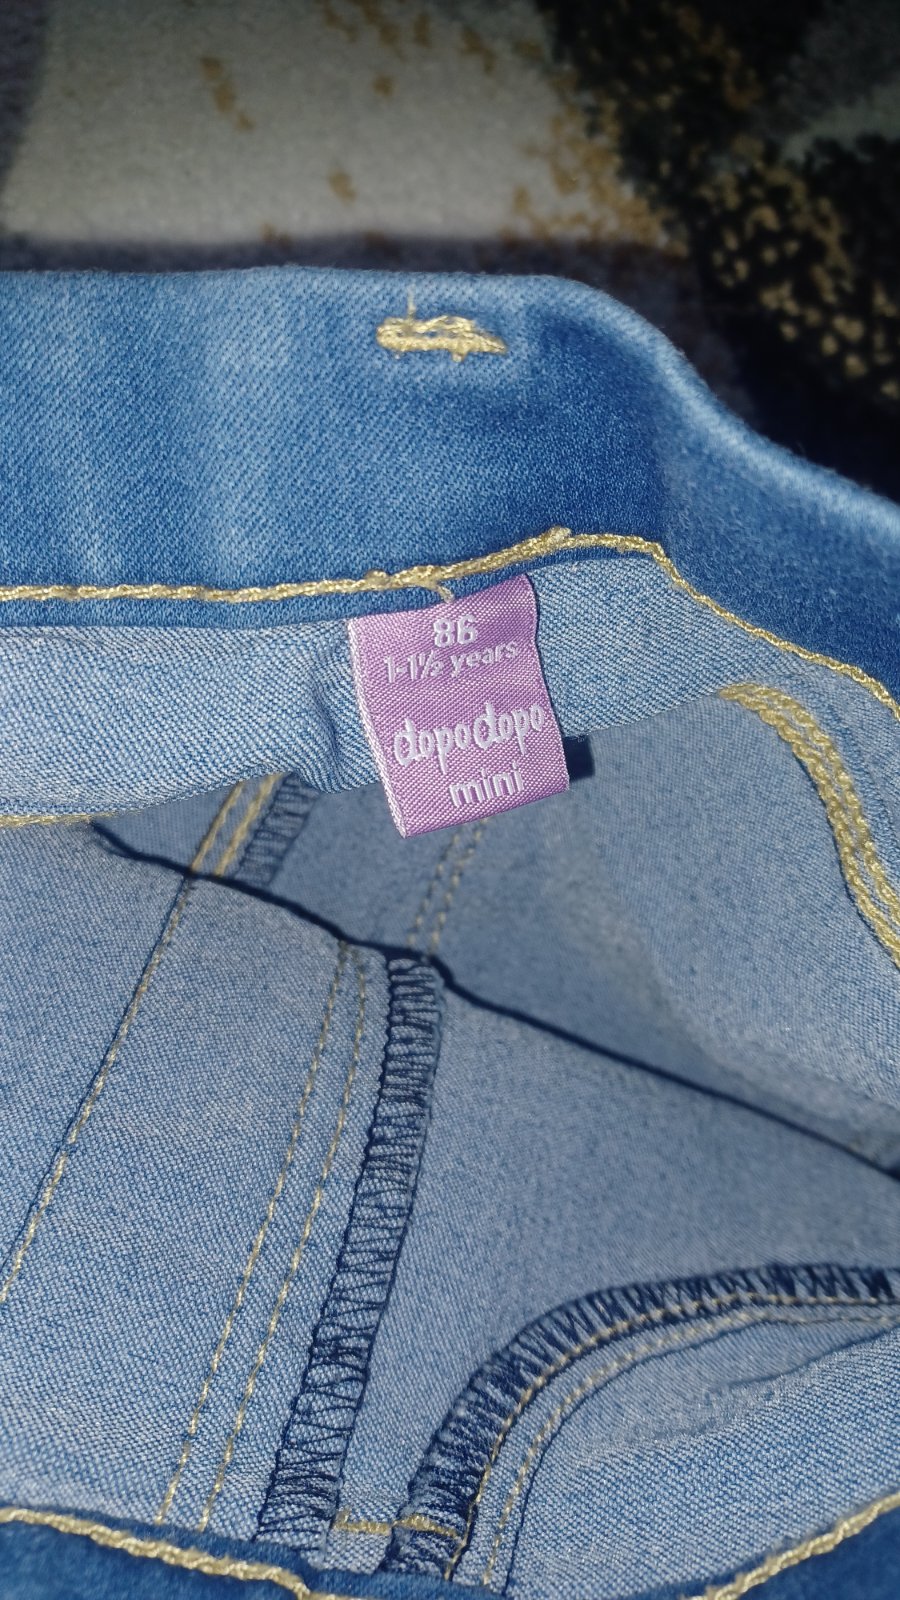 86
1-1½ years
dopodopo
mini